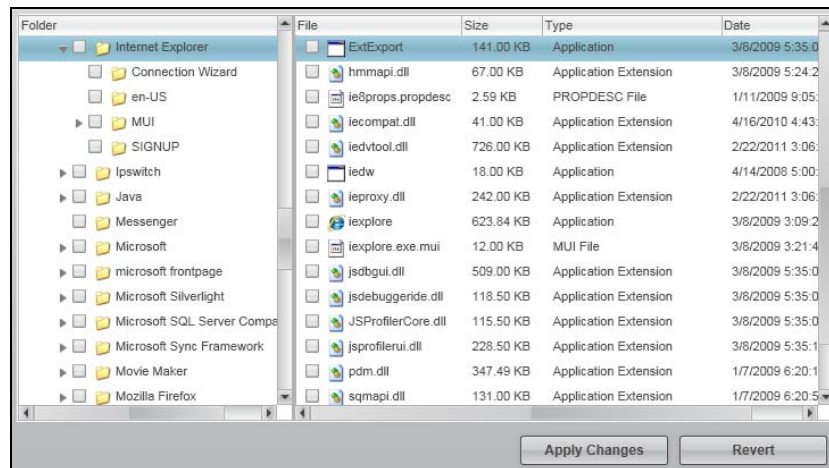 Folder
Internet Explorer
Connection Wizard
en-US
MUI
SIGNUP
Ipswitch
Java
Messenger
Microsoft
microsoft frontpage
Microsoft Silverlight
Microsoft SQL Server Compa
Microsoft Sync Framework
Movie Maker
Mozilla Firefox
File Size Type Date
ExtExport 141.00 KB Application 3/8/2009 5:35:0
hmmapi.dll 67.00 KB Application Extension 3/8/2009 5:24:2
ie8props.propdesc 2.59 KB PROPDESC File 1/11/2009 9:05:
iecompat.dll 41.00 KB Application Extension 4/16/2010 4:43:
iedvtool.dll 726.00 KB Application Extension 2/22/2011 3:06:
iedw 18.00 KB Application 4/14/2008 5:00:
ieproxy.dll 242.00 KB Application Extension 2/22/2011 3:06:
iexplore 623.84 KB Application 3/8/2009 3:09:2
iexplore.exe.mui 12.00 KB MUI File 3/8/2009 3:21:4
jsdbgui.dll 509.00 KB Application Extension 3/8/2009 5:35:0
jsdebuggeride.dll 118.50 KB Application Extension 3/8/2009 5:35:0
JSProfilerCore.dll 115.50 KB Application Extension 3/8/2009 5:35:0
jsprofilerui.dll 228.50 KB Application Extension 3/8/2009 5:35:1
pdm.dll 347.49 KB Application Extension 1/7/2009 6:20:1
sqmapi.dll 131.00 KB Application Extension 1/7/2009 6:20:5
Apply Changes Revert